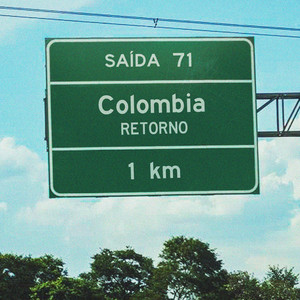 SAÍDA 71
Colombia
RETORNO
1 km